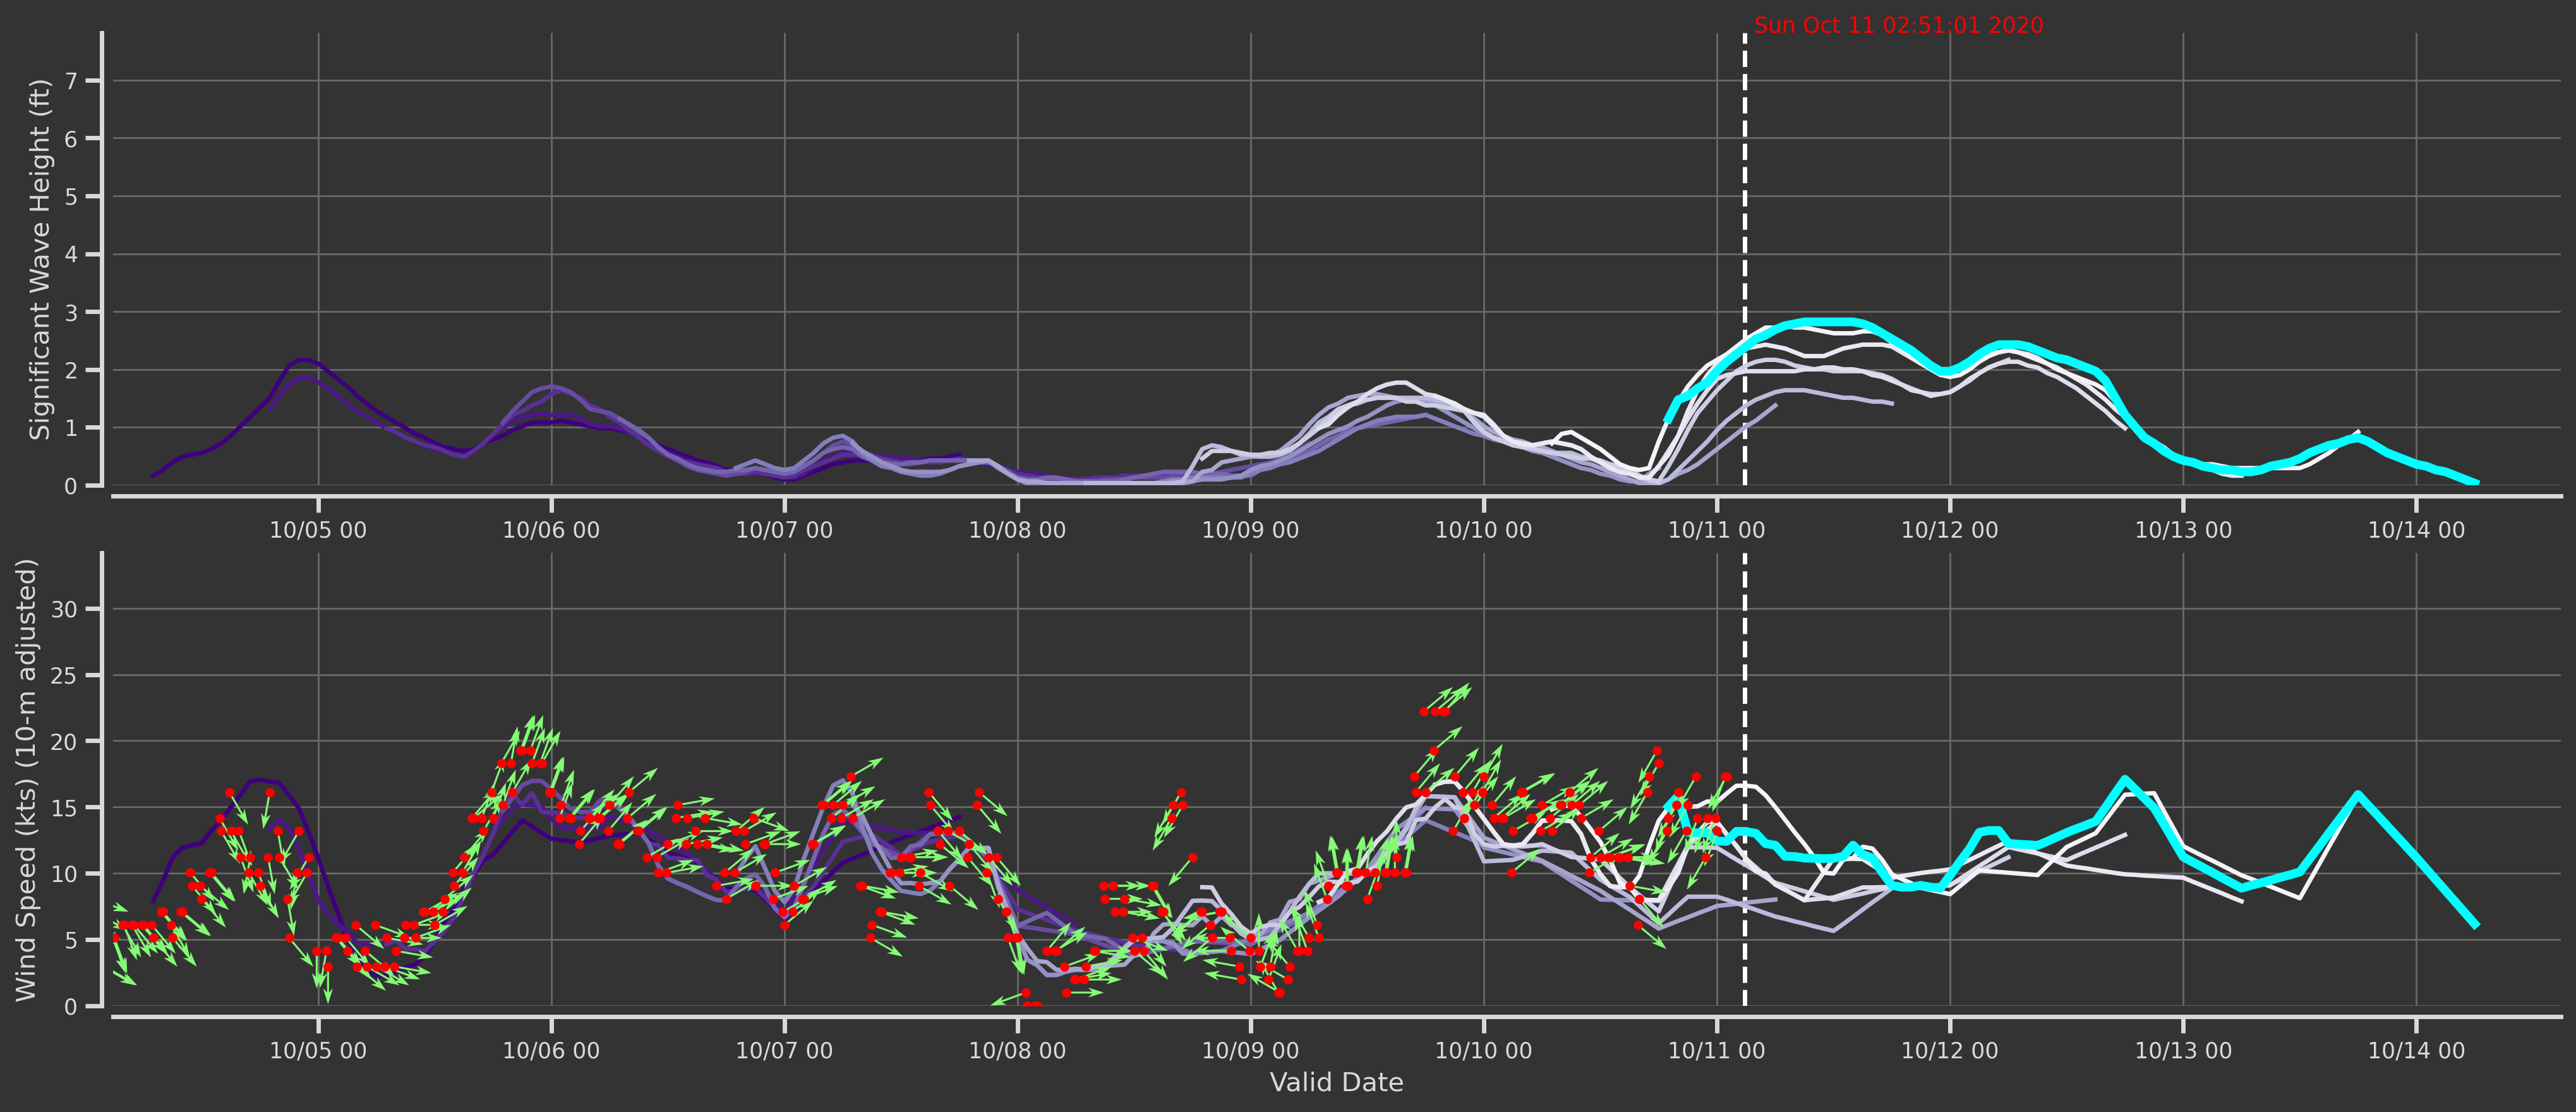 Sun Oct 11 02:51:01 2020
Significant Wave Height (ft)
7
6
5
4
3
2
1
0
10/05 00 10/06 00 10/07 00 10/08 00 10/09 00 10/10 00 10/11 00 10/12 00 10/13 00 10/14 00
Wind Speed (kts) (10-m adjusted)
30
25
20
15
10
5
0
10/05 00 10/06 00 10/07 00 10/08 00 10/09 00 10/10 00 10/11 00 10/12 00 10/13 00 10/14 00
Valid Date